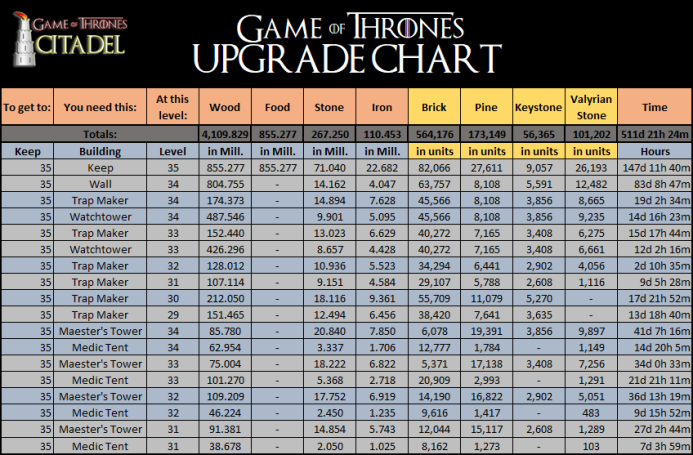 GAME OF THRONES
CITADEL
GAME OF THRONES
UPGRADE CHART
To get to: You need this: At this level: Wood Food Stone Iron Brick Pine Keystone Valyrian Stone Time
Totals: 4,109.829 855.277 267.250 110.453 564,176 173,149 56,365 101,202 511d 21h 24m
Keep Building Level in Mill. in Mill. in Mill. in Mill. in units in units in units in units Hours
35 Keep 35 855.277 855.277 71.040 22.682 82,066 27,611 9,057 26,193 147d 11h 40m
35 Wall 34 804.755 - 14.162 4.047 63,757 8,108 5,591 12,482 83d 8h 47m
35 Trap Maker 34 174.373 - 14.894 7.628 45,566 8,108 3,856 8,665 19d 2h 34m
35 Watchtower 34 487.546 - 9.901 5.095 45,566 8,108 3,856 9,235 14d 16h 23m
35 Trap Maker 33 152.440 - 13.023 6.629 40,272 7,165 3,408 6,275 15d 17h 44m
35 Watchtower 33 426.296 - 8.657 4.428 40,272 7,165 3,408 6,661 12d 2h 16m
35 Trap Maker 32 128.012 - 10.936 5.523 34,294 6,441 2,902 4,056 2d 10h 35m
35 Trap Maker 31 107.114 - 9.151 4.584 29,107 5,788 2,608 1,116 9d 5h 28m
35 Trap Maker 30 212.050 - 18.116 9.361 55,709 11,079 5,270 - 17d 21h 52m
35 Trap Maker 29 151.465 - 12.494 6.456 38,420 7,641 3,635 - 13d 18h 40m
35 Maester's Tower 34 85.780 - 20.840 7.850 6,078 19,391 3,856 9,897 41d 7h 16m
35 Medic Tent 34 62.954 - 3.337 1.706 12,777 1,784 - 1,149 14d 20h 5m
35 Maester's Tower 33 75.004 - 18.222 6.822 5,371 17,138 3,408 7,256 34d 0h 33m
35 Medic Tent 33 101.270 - 5.368 2.718 20,909 2,993 - 1,291 21d 21h 11m
35 Maester's Tower 32 109.209 - 17.752 6.919 14,190 16,822 2,902 5,051 36d 13h 19m
35 Medic Tent 32 46.224 - 2.450 1.235 9,616 1,417 - 483 9d 15h 52m
35 Maester's Tower 31 91.381 - 14.854 5.743 12,044 15,117 2,608 1,289 27d 2h 44m
35 Medic Tent 31 38.678 - 2.050 1.025 8,162 1,273 - 103 7d 3h 59m